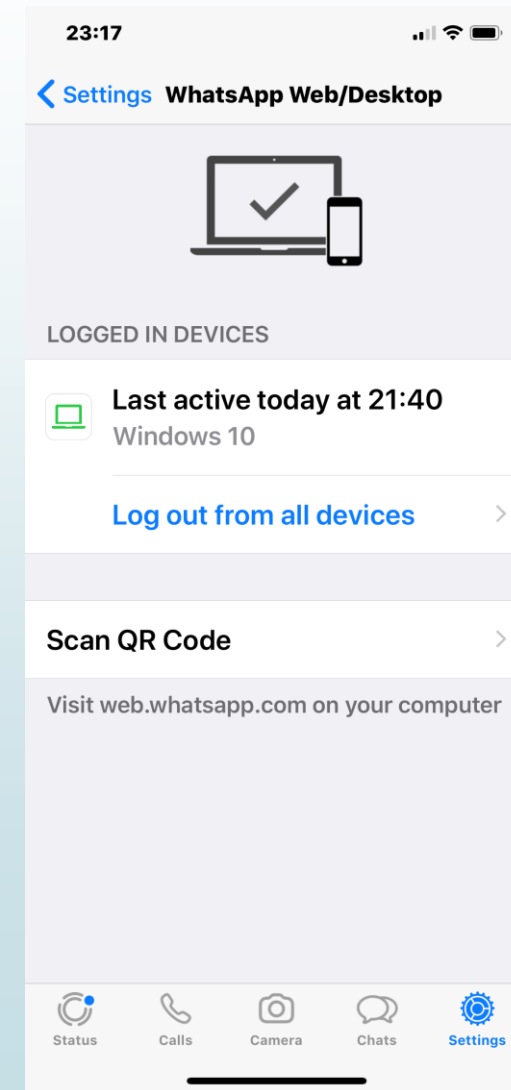 23:17
Settings WhatsApp Web/Desktop
LOGGED IN DEVICES
Last active today at 21:40
Windows 10
Log out from all devices
Scan QR Code
Visit web.whatsapp.com on your computer
Status Calls Camera Chats Settings